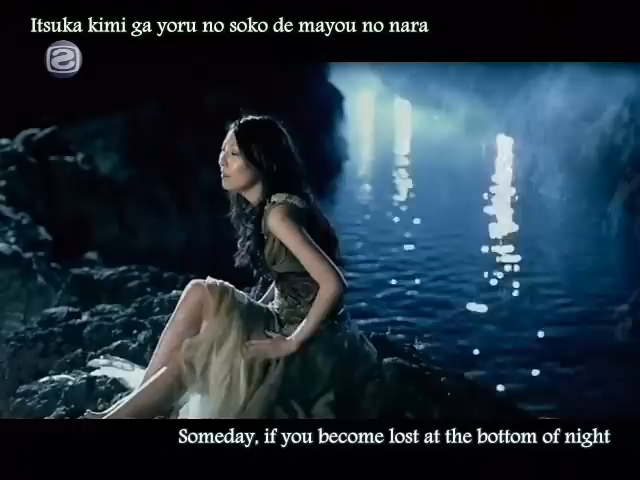 Itsuka kimi ga yoru no soko de mayou no nara
S
Someday, if you become lost at the bottom of night